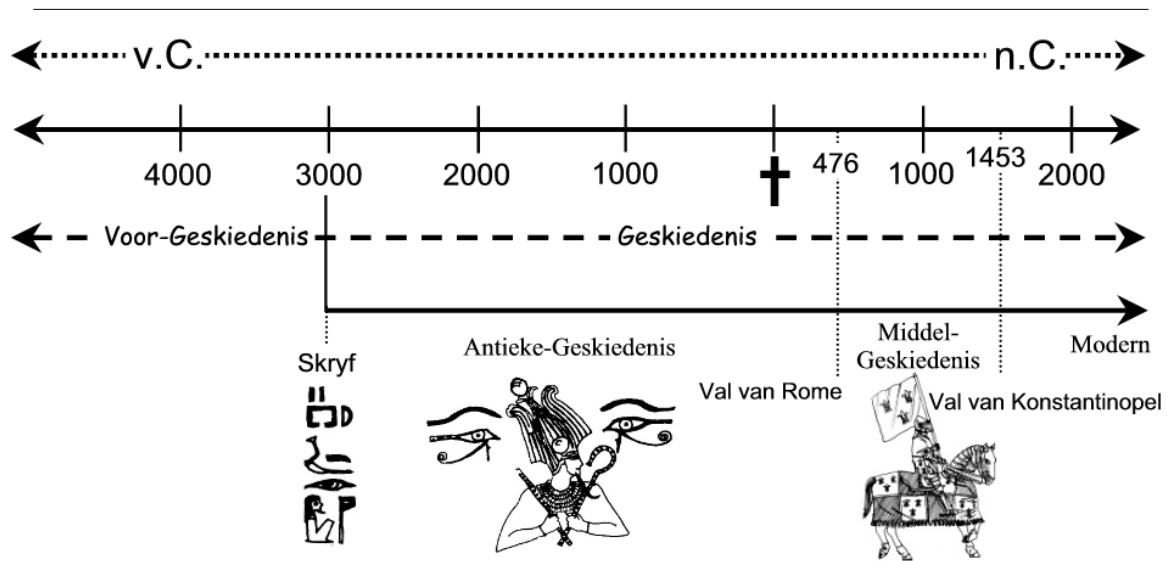 v.C. n.C.
4000 3000 2000 1000 476 1000 1453 2000
Voor-Geskiedenis Geskiedenis
Skryf Antieke-Geskiedenis Val van Rome Middel-
Geskiedenis Val van Konstantinopel Modern